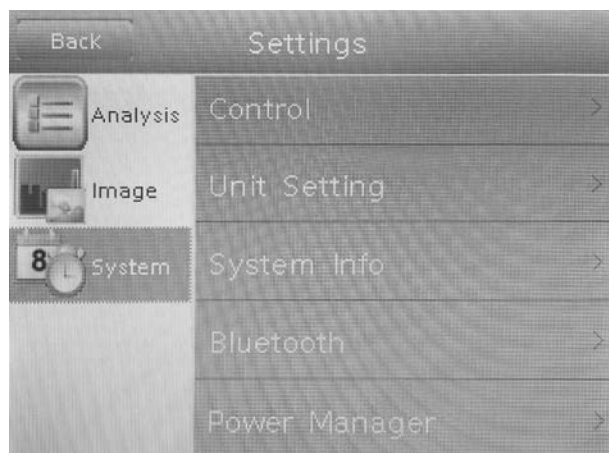 Back
Settings
Analysis
Image
8
System
Control
Unit Setting
System Info
Bluetooth
Power Manager